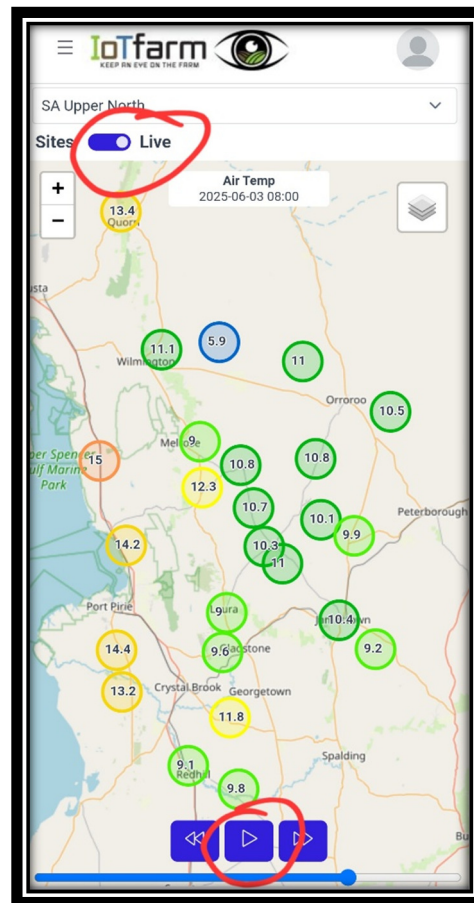 IoTfarm
KEEP AN EYE ON THE FARM
SA Upper North
Sites Live
+
−
Air Temp
2025-06-03 08:00
13.4
Quorn
11.1
5.9
11
Wilmington
Orroroo
10.5
Melrose
9
10.8
10.8
15
12.3
10.7
10.1
9.9
Peterborough
14.2
10.3
11
Port Pirie
9
Laura
10.4
14.4
9.6
Gladstone
9.2
13.2
Crystal Brook
Georgetown
11.8
9.1
Redhill
Spalding
9.8